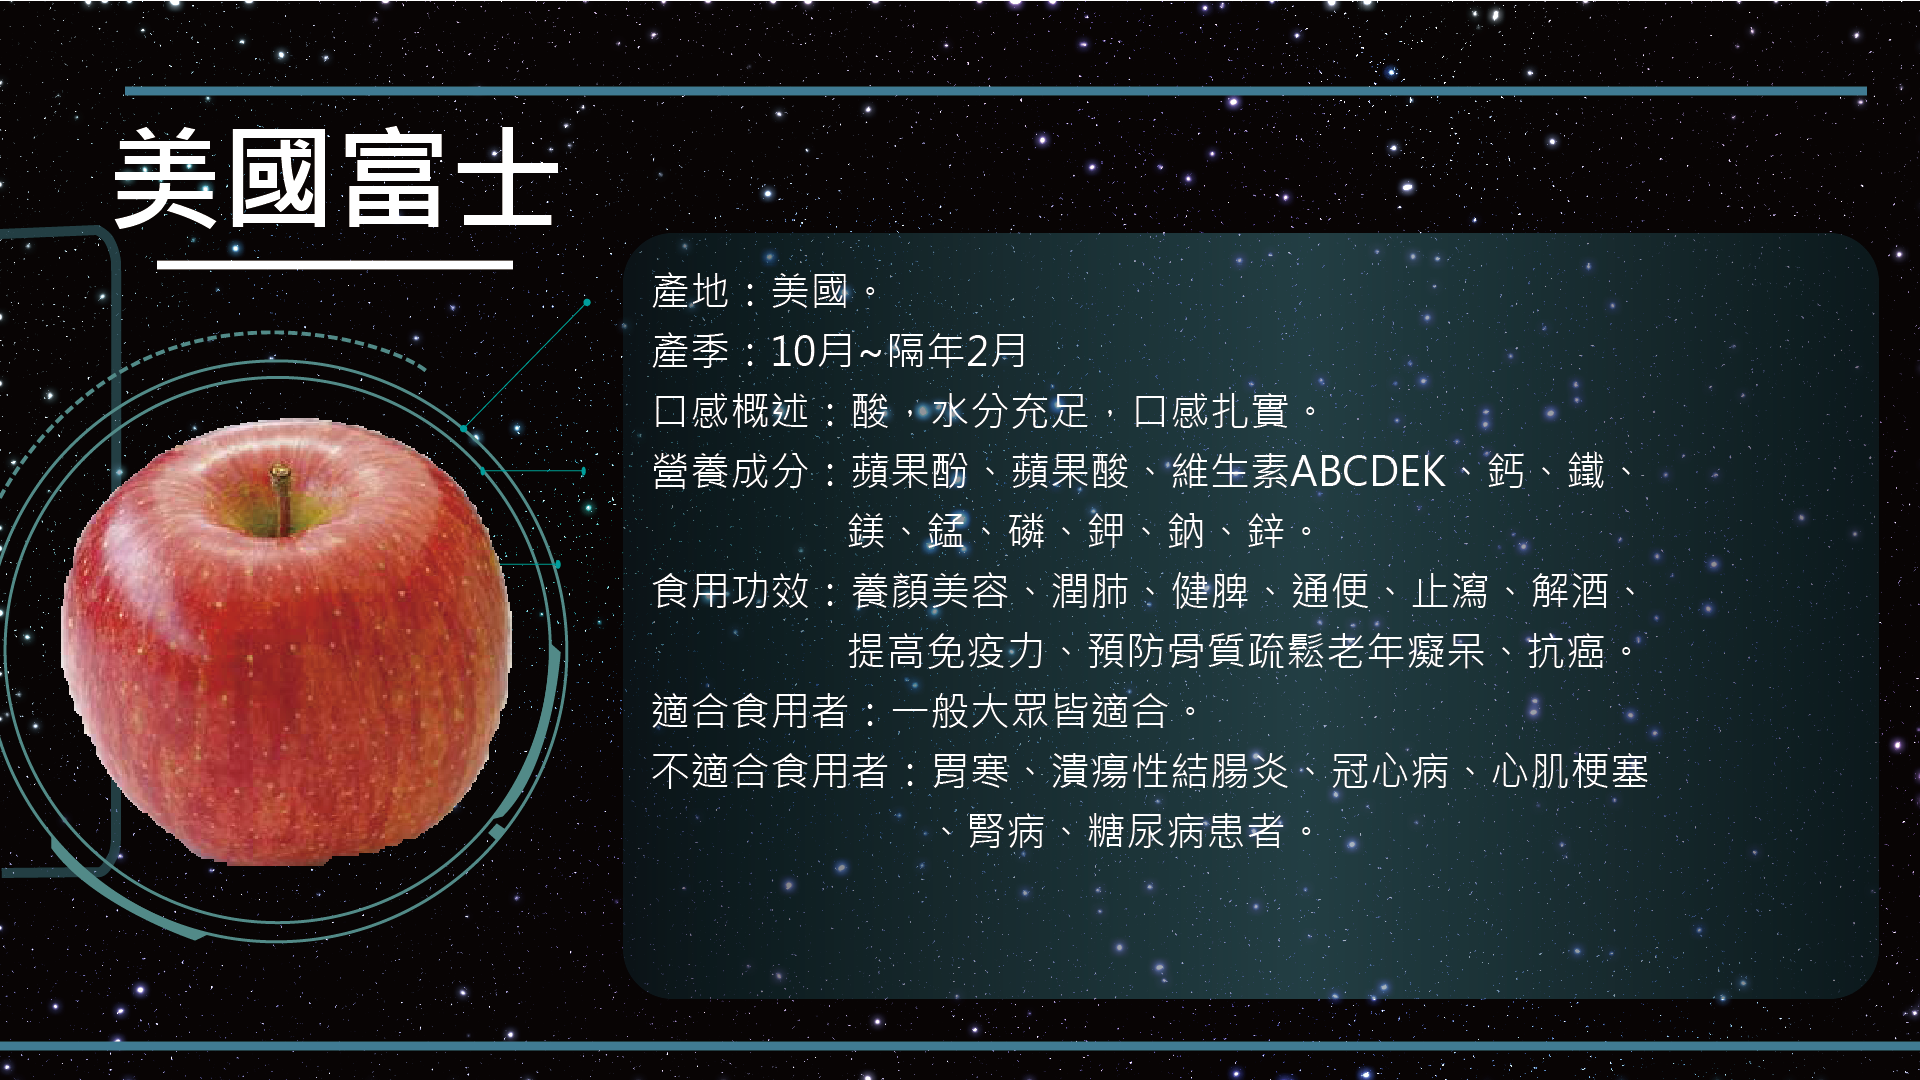 美國富士
產地：美國。
產季：10月~隔年2月
口感概述：酸，水分充足，口感扎實。
營養成分：蘋果酚、蘋果酸、維生素ABCDEK、鈣、鐵、
鎂、錳、磷、鉀、鈉、鋅。
食用功效：養顏美容、潤肺、健脾、通便、止瀉、解酒、
提高免疫力、預防骨質疏鬆老年癡呆、抗癌。
適合食用者：一般大眾皆適合。
不適合食用者：胃寒、潰瘍性結腸炎、冠心病、心肌梗塞
、腎病、糖尿病患者。